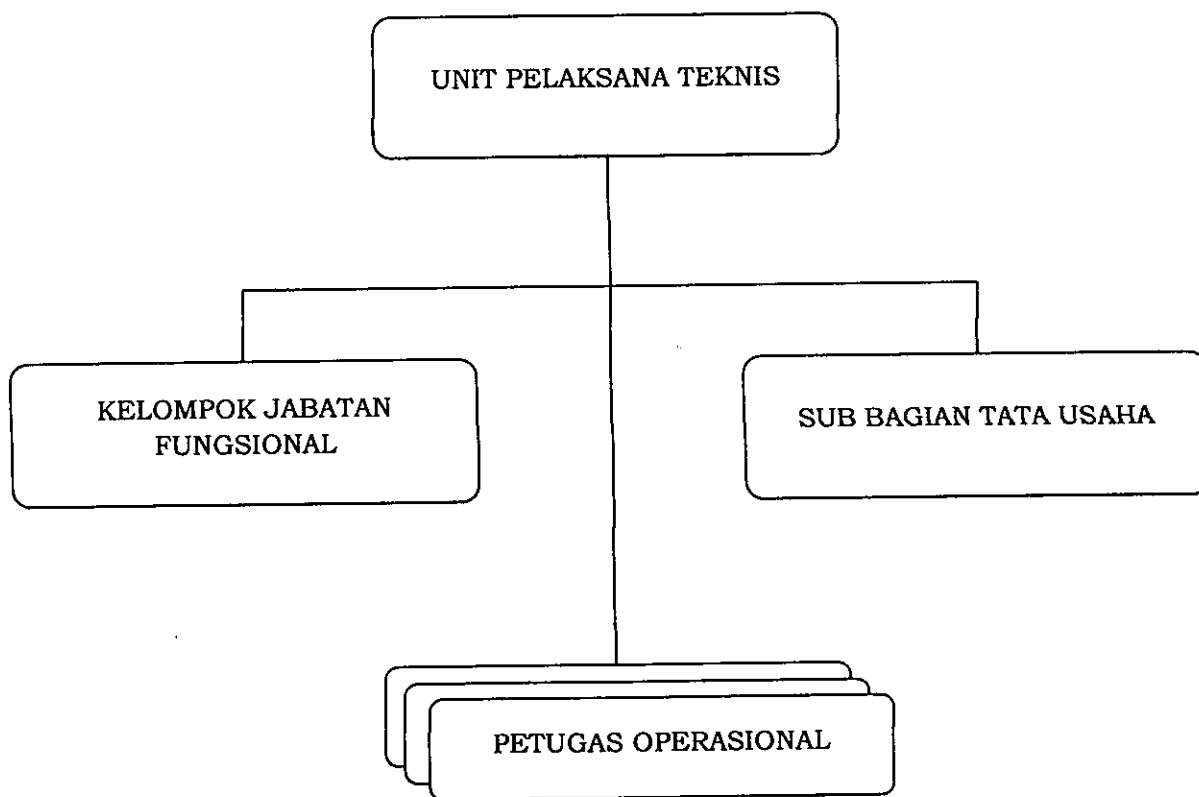 UNIT PELAKSANA TEKNIS
KELOMPOK JABATAN
FUNGSIONAL
SUB BAGIAN TATA USAHA
PETUGAS OPERASIONAL